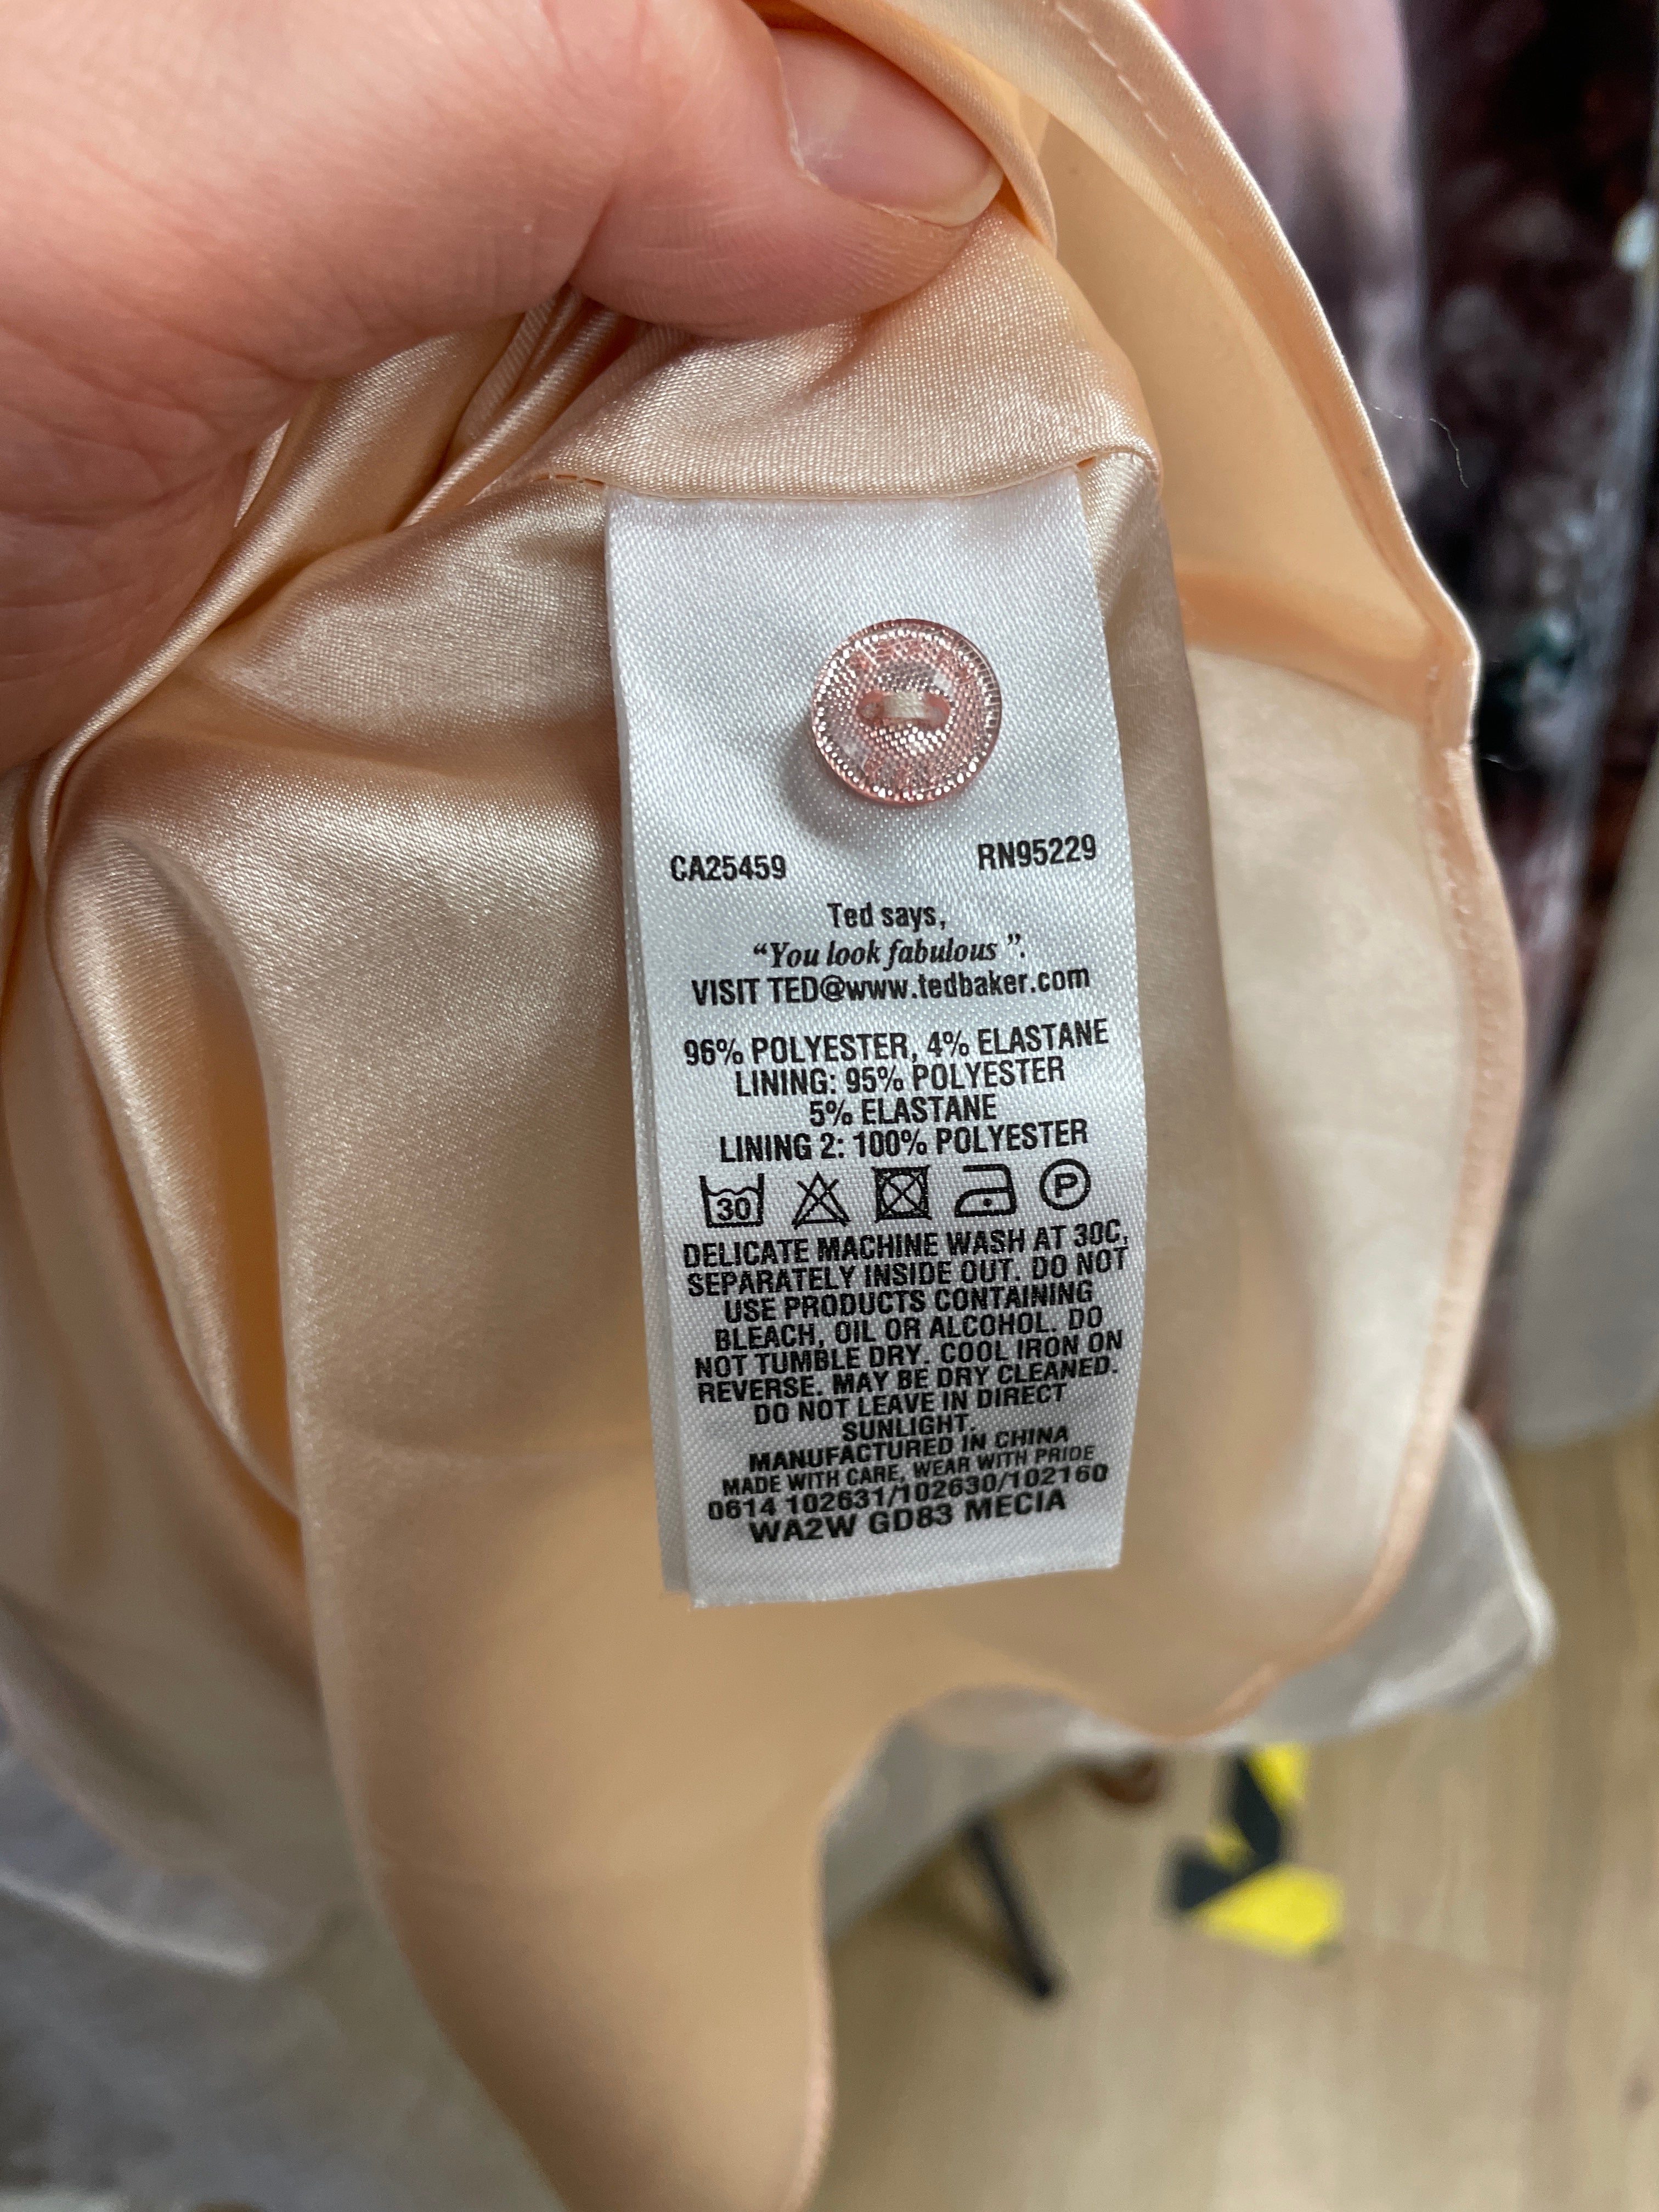 CA25459 RN95229
Ted says,
“You look fabulous ”.
VISIT TED@www.tedbaker.com
96% POLYESTER, 4% ELASTANE
LINING: 95% POLYESTER
5% ELASTANE
LINING 2: 100% POLYESTER
30 P
DELICATE MACHINE WASH AT 30C,
SEPARATELY INSIDE OUT. DO NOT
USE PRODUCTS CONTAINING
BLEACH, OIL OR ALCOHOL. DO
NOT TUMBLE DRY. COOL IRON ON
REVERSE. MAY BE DRY CLEANED.
DO NOT LEAVE IN DIRECT
SUNLIGHT.
MANUFACTURED IN CHINA
MADE WITH CARE, WEAR WITH PRIDE
0614 102631/102630/102160
WA2W GD83 MECIA